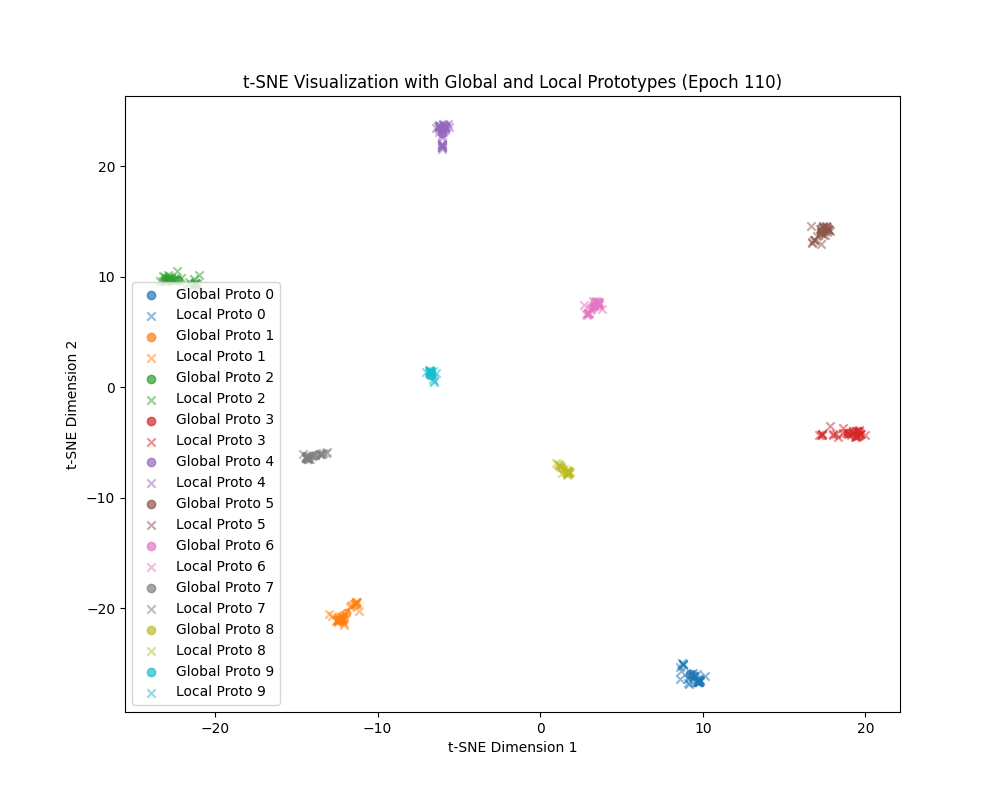 t-SNE Visualization with Global and Local Prototypes (Epoch 110)
20
10
0
−10
−20
t-SNE Dimension 2
Global Proto 0
Local Proto 0
Global Proto 1
Local Proto 1
Global Proto 2
Local Proto 2
Global Proto 3
Local Proto 3
Global Proto 4
Local Proto 4
Global Proto 5
Local Proto 5
Global Proto 6
Local Proto 6
Global Proto 7
Local Proto 7
Global Proto 8
Local Proto 8
Global Proto 9
Local Proto 9
−20
−10
0
10
20
t-SNE Dimension 1